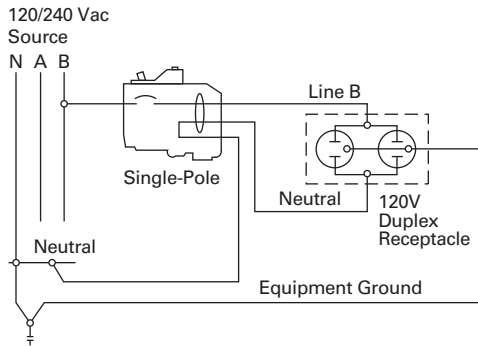 120/240 Vac
Source
N A B
Line B
Single-Pole
Neutral
120V
Duplex
Receptacle
Neutral
Equipment Ground